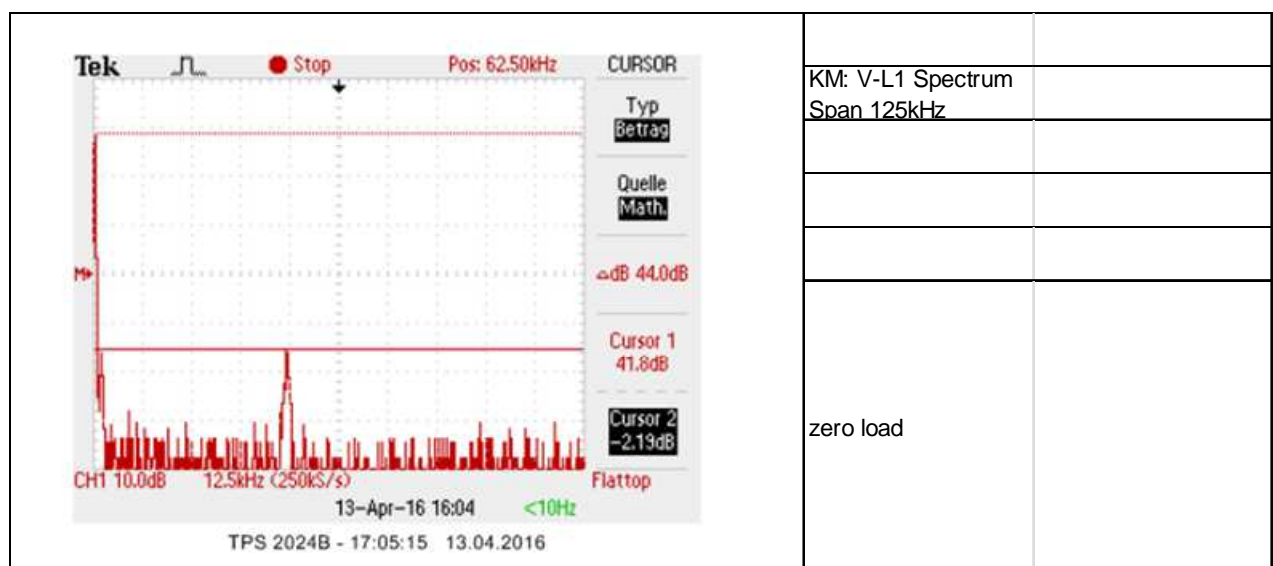 Tek Stop Pos: 62.50kHz CURSOR
Typ
Betrag
Quelle
Math.
M
dB 44.0dB
Cursor 1
41.8dB
Cursor 2
-2.19dB
CH1 10.0dB 12.5kHz (250kS/s) Flattop
13-Apr-16 16:04 <10Hz
TPS 2024B - 17:05:15 13.04.2016
KM: V-L1 Spectrum
Span 125kHz
zero load